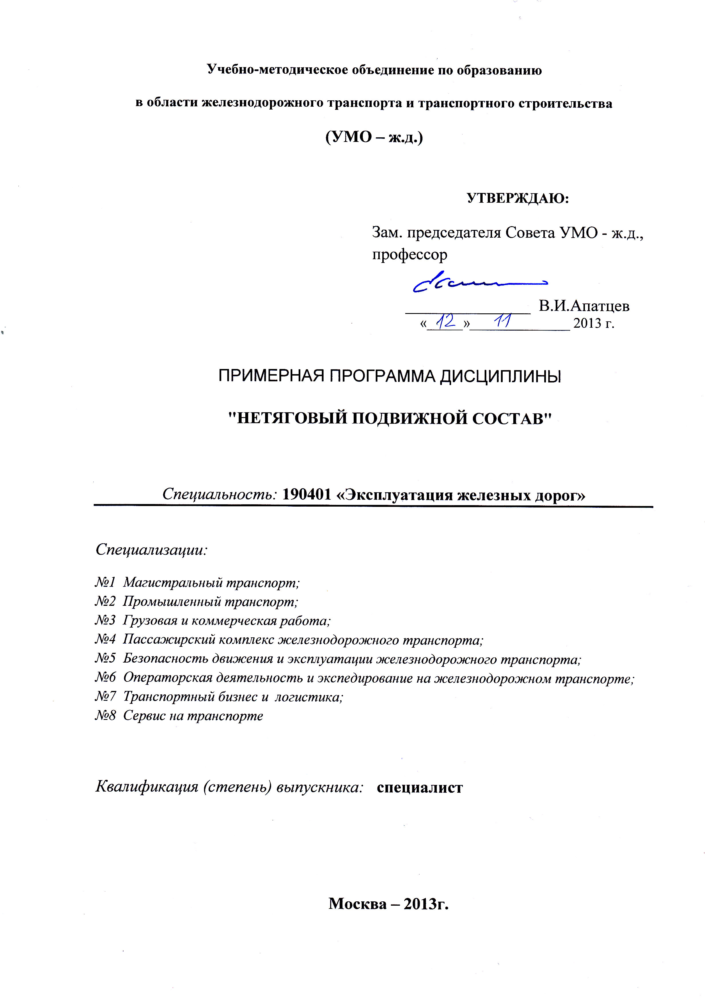 Учебно-методическое объединение по образованию
в области железнодорожного транспорта и транспортного строительства
(УМО – ж.д.)
УТВЕРЖДАЮ:
Зам. председателя Совета УМО - ж.д.,
профессор
В.И.Апатцев
«12» 11 2013 г.
ПРИМЕРНАЯ ПРОГРАММА ДИСЦИПЛИНЫ
"НЕТЯГОВЫЙ ПОДВИЖНОЙ СОСТАВ"
Специальность: 190401 «Эксплуатация железных дорог»
Специализации:
№1 Магистральный транспорт;
№2 Промышленный транспорт;
№3 Грузовая и коммерческая работа;
№4 Пассажирский комплекс железнодорожного транспорта;
№5 Безопасность движения и эксплуатации железнодорожного транспорта;
№6 Операторская деятельность и экспедирование на железнодорожном транспорте;
№7 Транспортный бизнес и логистика;
№8 Сервис на транспорте
Квалификация (степень) выпускника: специалист
Москва – 2013г.